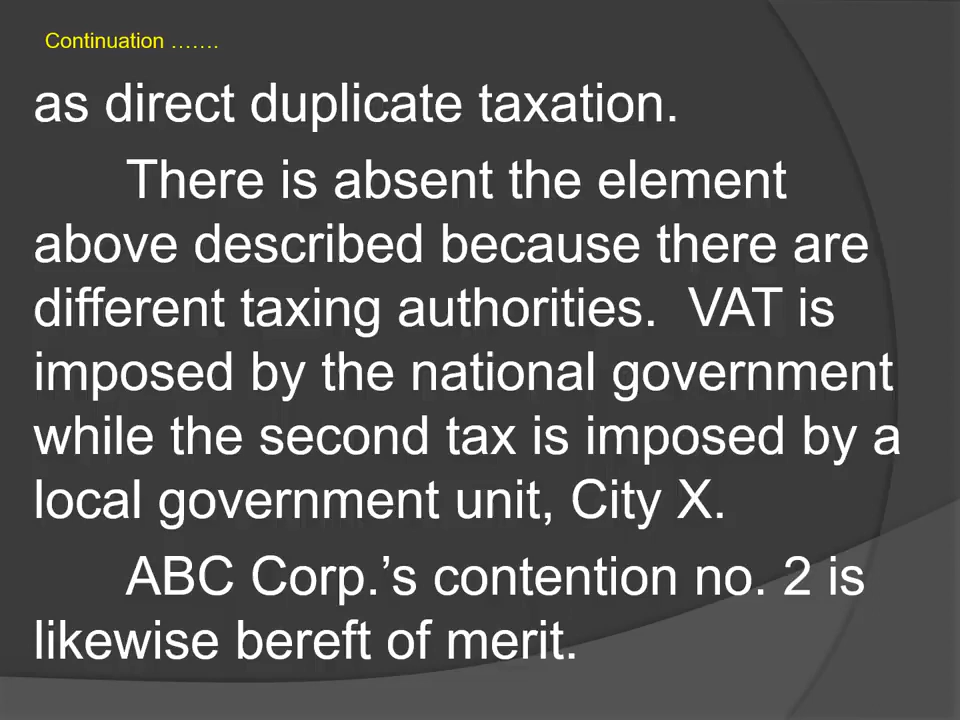 Continuation …….
as direct duplicate taxation.
There is absent the element
above described because there are
different taxing authorities.  VAT is
imposed by the national government
while the second tax is imposed by a
local government unit, City X.
ABC Corp.’s contention no. 2 is
likewise bereft of merit.